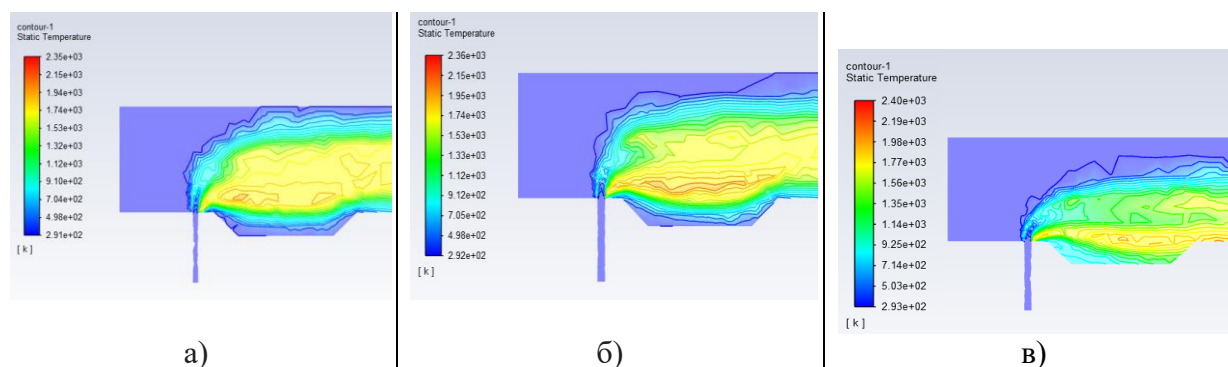 contour-1
Static Temperature
2.35e+03
2.15e+03
1.94e+03
1.74e+03
1.53e+03
1.32e+03
1.12e+03
9.10e+02
7.04e+02
4.98e+02
2.91e+02
[ k ]
а)
contour-1
Static Temperature
2.36e+03
2.15e+03
1.95e+03
1.74e+03
1.53e+03
1.33e+03
1.12e+03
9.12e+02
7.05e+02
4.98e+02
2.92e+02
[ k ]
б)
contour-1
Static Temperature
2.40e+03
2.19e+03
1.98e+03
1.77e+03
1.56e+03
1.35e+03
1.14e+03
9.25e+02
7.14e+02
5.03e+02
2.93e+02
[ k ]
в)